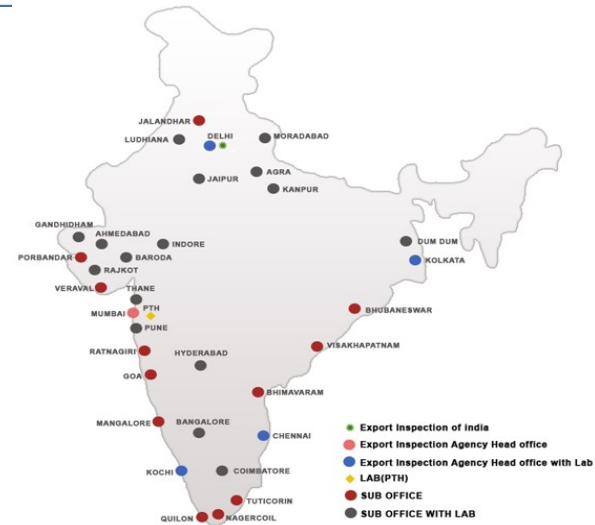 JALANDHAR
LUDHIANA
DELHI
MORADABAD
JAIPUR
AGRA
KANPUR
GANDHIDHAM
AHMEDABAD
INDORE
DUM DUM
PORBANDAR
BARODA
KOLKATA
RAJKOT
VERAVAL
THANE
MUMBAI
PTH
BHUBANESWAR
PUNE
RATNAGIRI
HYDERABAD
VISAKHAPATNAM
GOA
BHIMAVARAM
MANGALORE
BANGALORE
CHENNAI
KOCHI
COIMBATORE
TUTICORIN
QUILON
NAGERCOIL
Export Inspection of india
Export Inspection Agency Head office
Export Inspection Agency Head office with Lab
LAB(PTH)
SUB OFFICE
SUB OFFICE WITH LAB